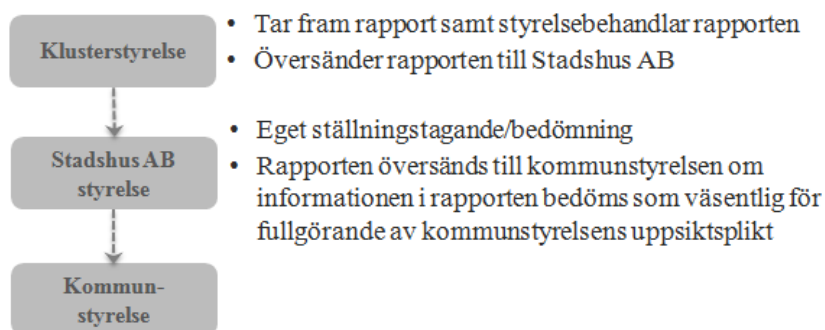 Klusterstyrelse
• Tar fram rapport samt styrelsebehandlar rapporten
• Översänder rapporten till Stadshus AB
Stadshus AB
styrelse
• Eget ställningstagande/bedömning
• Rapporten översänds till kommunstyrelsen om
informationen i rapporten bedöms som väsentlig för
fullgörande av kommunstyrelsens uppsiktsplikt
Kommun-
styrelse